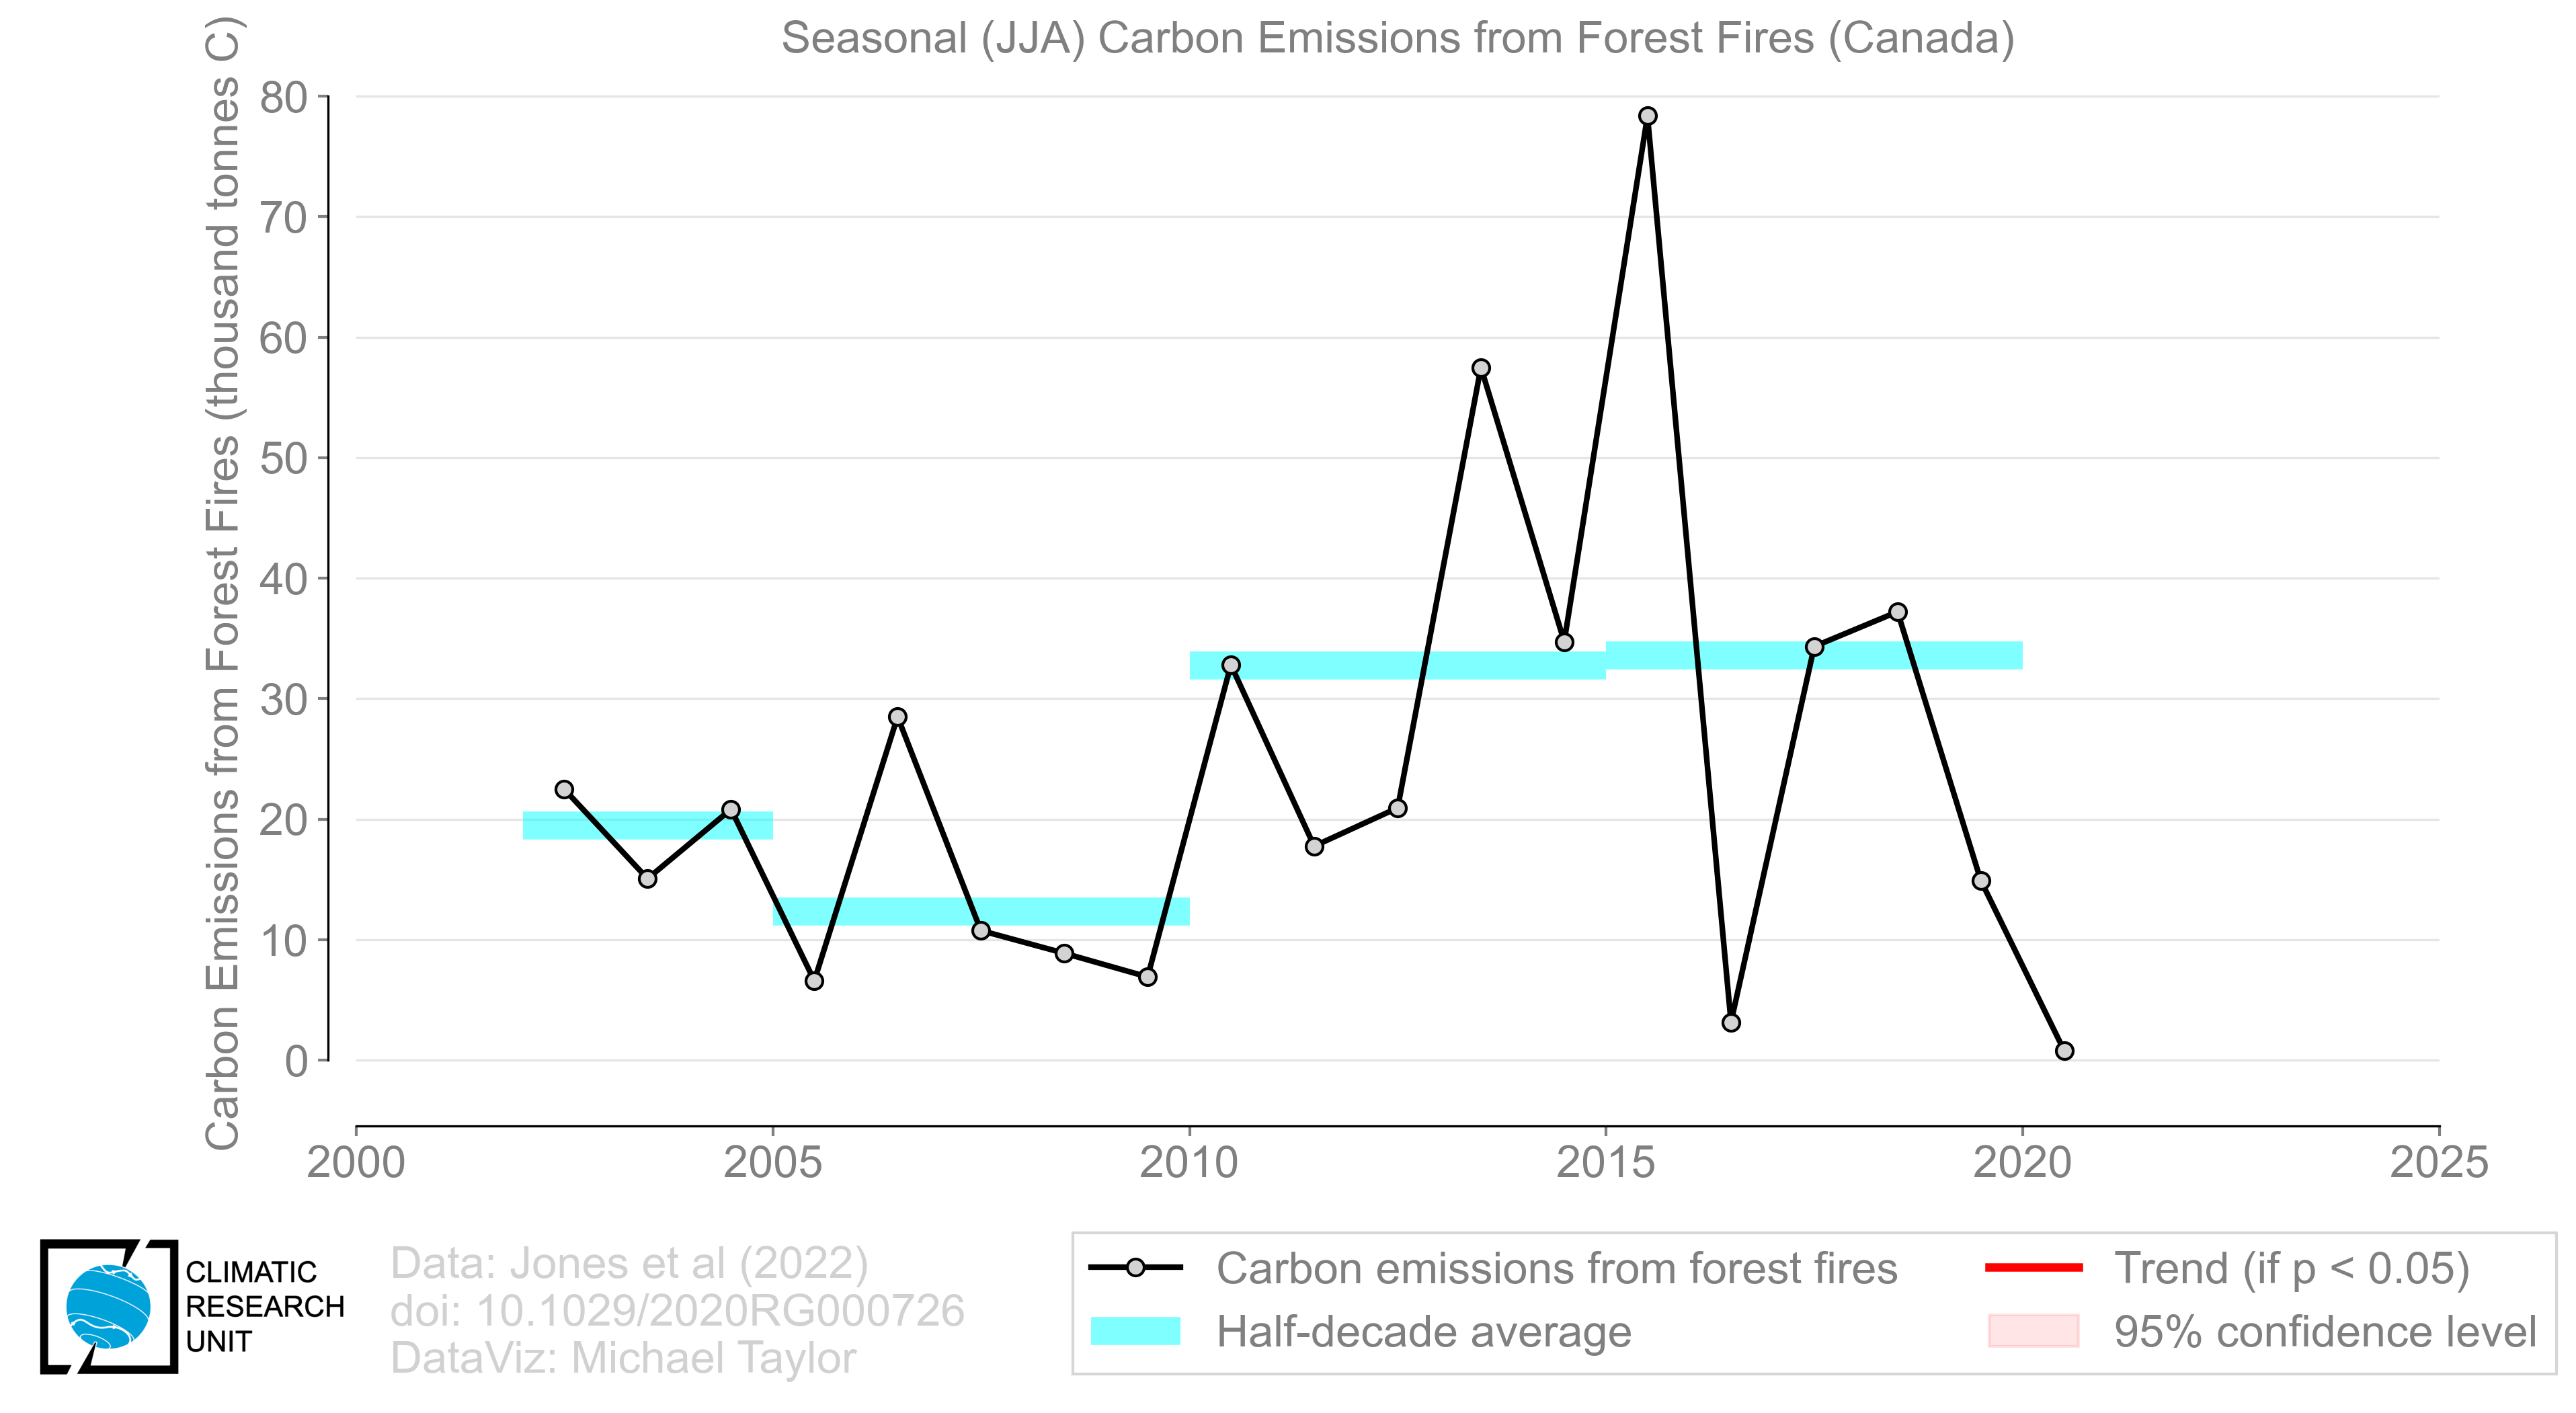 Seasonal (JJA) Carbon Emissions from Forest Fires (Canada)
Carbon Emissions from Forest Fires (thousand tonnes C)
80
70
60
50
40
30
20
10
0
2000 2005 2010 2015 2020 2025
CLIMATIC
RESEARCH
UNIT
Data: Jones et al (2022)
doi: 10.1029/2020RG000726
DataViz: Michael Taylor
Carbon emissions from forest fires
Half-decade average
Trend (if p < 0.05)
95% confidence level